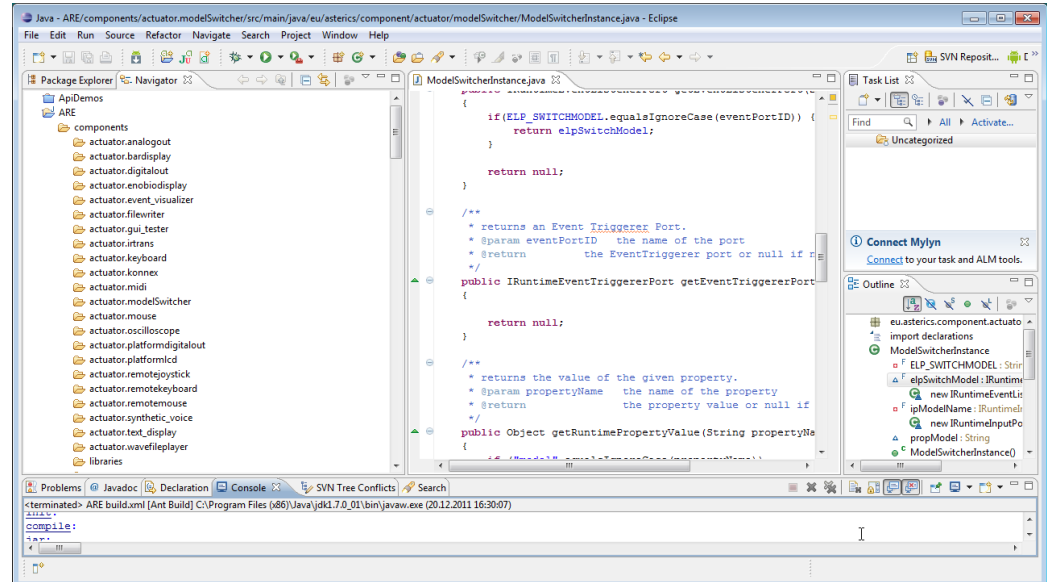 Java - ARE/components/actuator.modelSwitcher/src/main/java/eu/asterics/component/actuator/modelSwitcher/ModelSwitcherInstance.java - Eclipse
File Edit Run Source Refactor Navigate Search Project Window Help
SVN Reposit...
Package Explorer Navigator
ApiDemos
ARE
components
actuator.analogout
actuator.bardisplay
actuator.digitalout
actuator.enobiodisplay
actuator.event_visualizer
actuator.filewriter
actuator.gui_tester
actuator.irtrans
actuator.keyboard
actuator.konnex
actuator.midi
actuator.modelSwitcher
actuator.mouse
actuator.oscilloscope
actuator.platformdigitalout
actuator.platformlcd
actuator.remotejoystick
actuator.remotekeyboard
actuator.remotemouse
actuator.synthetic_voice
actuator.text_display
actuator.wavefileplayer
libraries
ModelSwitcherInstance.java
{
if(ELP_SWITCHMODEL.equalsIgnoreCase(eventPortID)) {
return elpSwitchModel;
}
return null;
}
/**
* returns an Event Triggerer Port.
* @param eventPortID the name of the port
* @return the EventTriggerer port or null if n
*/
public IRuntimeEventTriggererPort getEventTriggererPort
{
return null;
}
/**
* returns the value of the given property.
* @param propertyName the name of the property
* @return the property value or null if
*/
public Object getRuntimePropertyValue(String propertyNa
{
Task List
Find All Activate...
Uncategorized
Connect Mylyn
Connect to your task and ALM tools.
Outline
eu.asterics.component.actuato
import declarations
ModelSwitcherInstance
ELP_SWITCHMODEL : Strin
elpSwitchModel : IRuntime
new IRuntimeEventLis
ipModelName : IRuntimeIn
new IRuntimeInputPo
propModel : String
ModelSwitcherInstance()
Problems Javadoc Declaration Console SVN Tree Conflicts Search
<terminated> ARE build.xml [Ant Build] C:\Program Files (x86)\Java\jdk1.7.0_01\bin\javaw.exe (20.12.2011 16:30:07)
init:
compile:
jar: